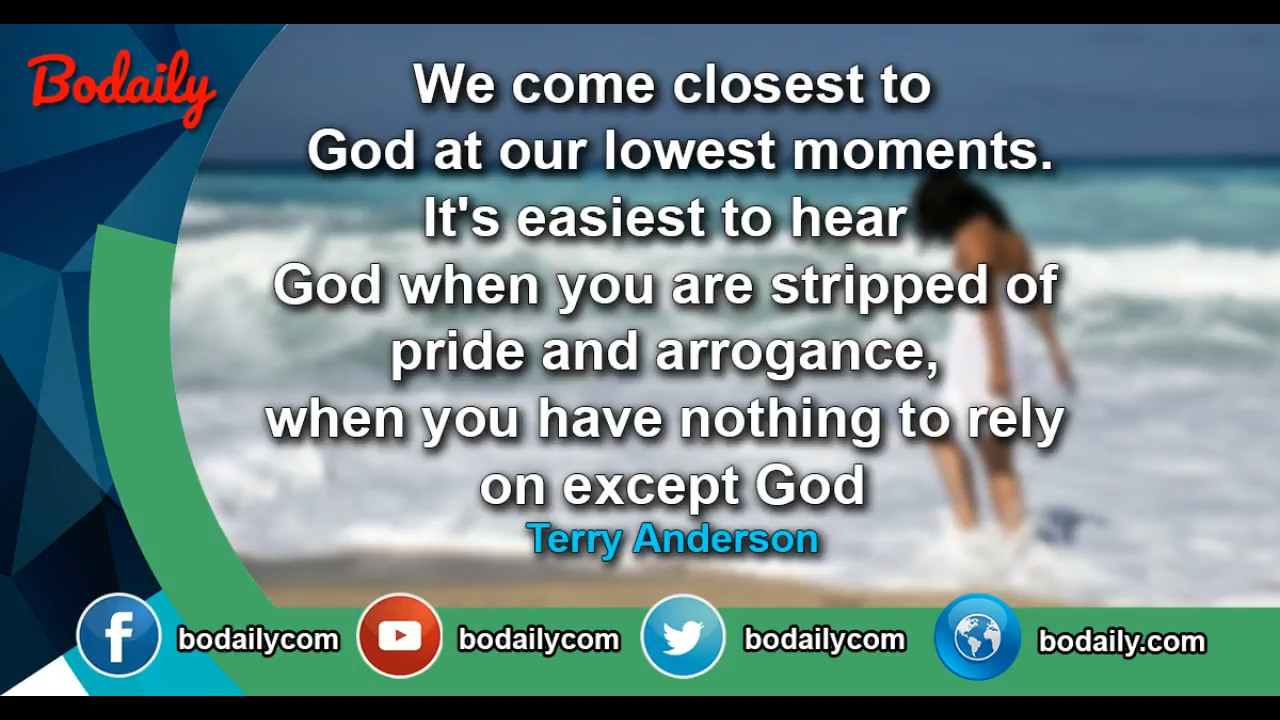 Bodaily
We come closest to
God at our lowest moments.
It's easiest to hear
God when you are stripped of
pride and arrogance,
when you have nothing to rely
on except God
Terry Anderson
bodailycom bodailycom bodailycom bodaily.com